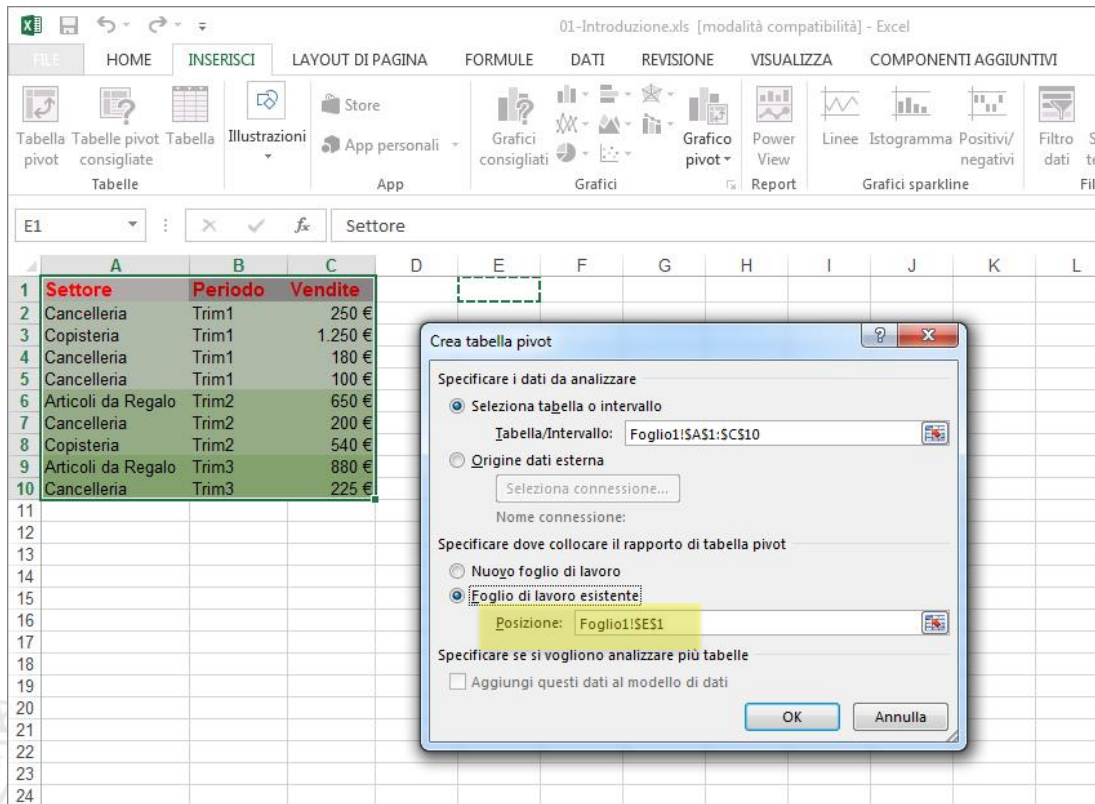 01-Introduzione.xls [modalità compatibilità] - Excel
FILE HOME INSERISCI LAYOUT DI PAGINA FORMULE DATI REVISIONE VISUALIZZA COMPONENTI AGGIUNTIVI
Tabella pivot
Tabelle pivot consigliate
Tabella
Illustrazioni
Store
App personali
Grafici consigliati
Grafico pivot
Power View
Linee
Istogramma
Positivi/ negativi
Filtro dati
Tabelle App Grafici Report Grafici sparkline
E1 fx Settore
A B C D E F G H I J K L
1 Settore Periodo Vendite
2 Cancelleria Trim1 250 €
3 Copisteria Trim1 1.250 €
4 Cancelleria Trim1 180 €
5 Cancelleria Trim1 100 €
6 Articoli da Regalo Trim2 650 €
7 Cancelleria Trim2 200 €
8 Copisteria Trim2 540 €
9 Articoli da Regalo Trim3 880 €
10 Cancelleria Trim3 225 €
11
12
13
14
15
16
17
18
19
20
21
22
23
24
Crea tabella pivot
Specificare i dati da analizzare
Seleziona tabella o intervallo
Tabella/Intervallo: Foglio1!$A$1:$C$10
Origine dati esterna
Seleziona connessione...
Nome connessione:
Specificare dove collocare il rapporto di tabella pivot
Nuovo foglio di lavoro
Foglio di lavoro esistente
Posizione: Foglio1!$E$1
Specificare se si vogliono analizzare più tabelle
Aggiungi questi dati al modello di dati
OK Annulla